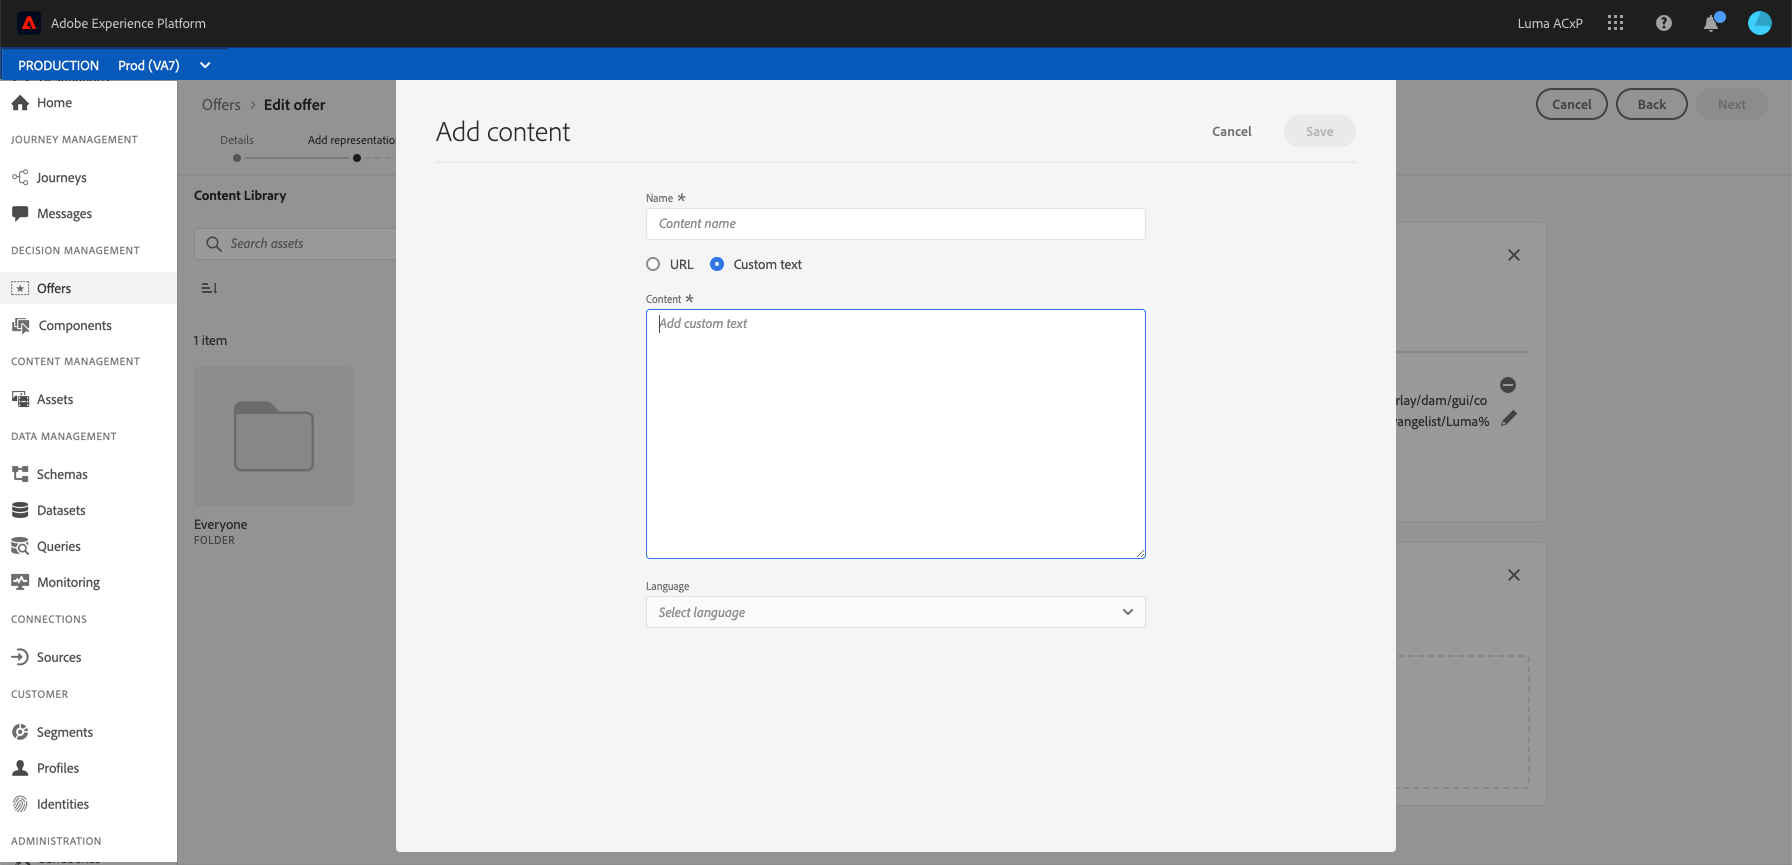 Adobe Experience Platform
Luma ACxP
PRODUCTION Prod (VA7)
Home
JOURNEY MANAGEMENT
Journeys
Messages
DECISION MANAGEMENT
Offers
Components
CONTENT MANAGEMENT
Assets
DATA MANAGEMENT
Schemas
Datasets
Queries
Monitoring
CONNECTIONS
Sources
CUSTOMER
Segments
Profiles
Identities
ADMINISTRATION
Offers > Edit offer
Details Add representatio
Content Library
Search assets
1 item
Everyone
FOLDER
Add content
Cancel Save
Name *
Content name
URL Custom text
Content *
Add custom text
Language
Select language
Cancel Back Next
rlay/dam/gui/co
angelist/Luma%